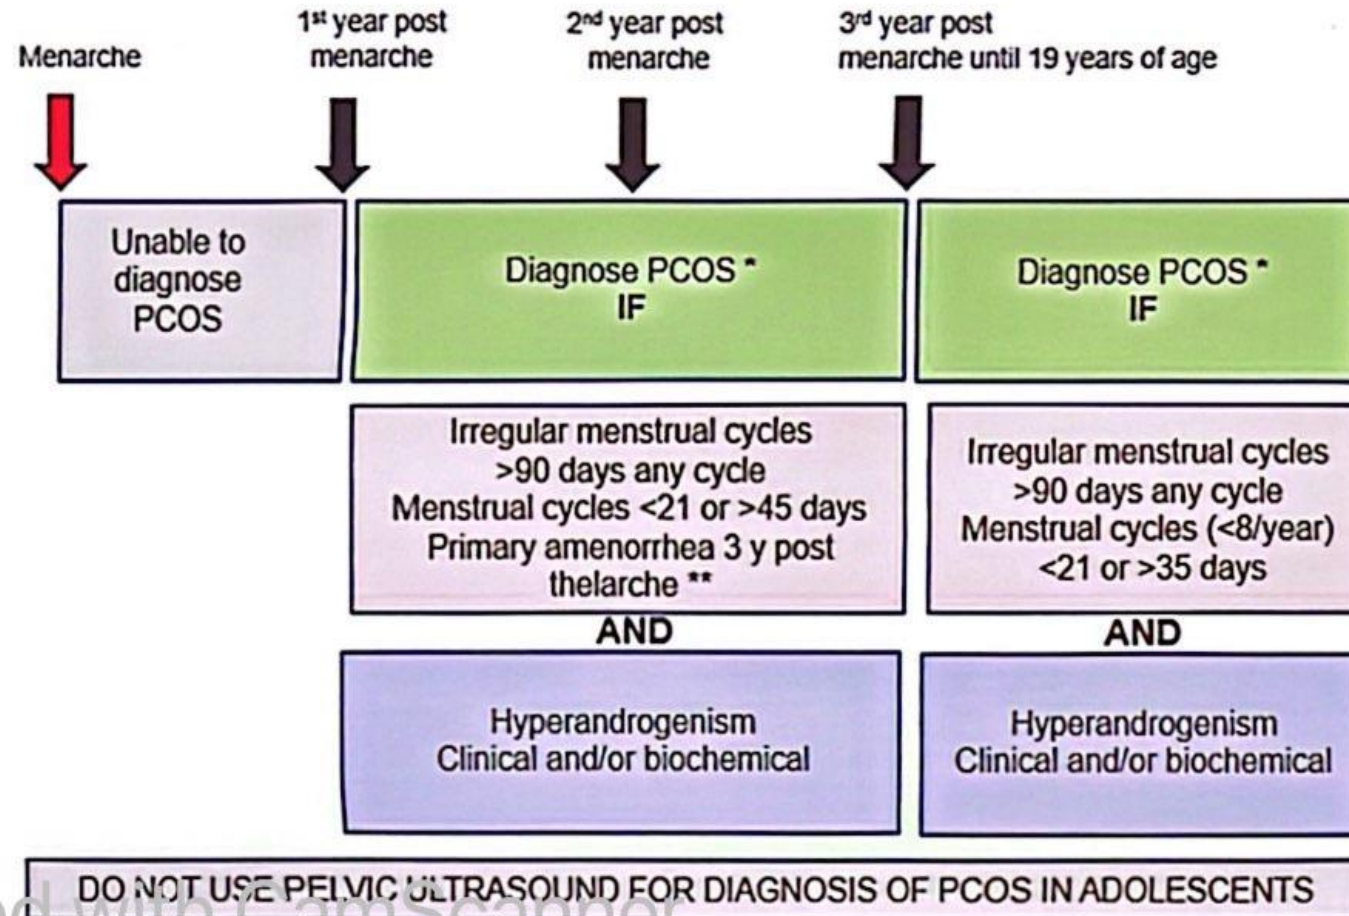 Menarche
1st year post
menarche
2nd year post
menarche
3rd year post
menarche until 19 years of age
Unable to
diagnose
PCOS
Diagnose PCOS *
IF
Diagnose PCOS *
IF
Irregular menstrual cycles
>90 days any cycle
Menstrual cycles <21 or >45 days
Primary amenorrhea 3 y post
thelarche **
Irregular menstrual cycles
>90 days any cycle
Menstrual cycles (<8/year)
<21 or >35 days
AND
AND
Hyperandrogenism
Clinical and/or biochemical
Hyperandrogenism
Clinical and/or biochemical
DO NOT USE PELVIC ULTRASOUND FOR DIAGNOSIS OF PCOS IN ADOLESCENTS
with CamScanner